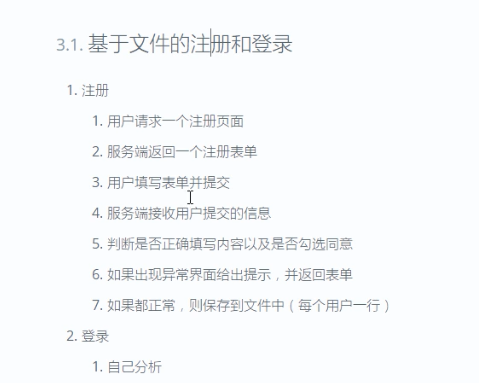 3.1. 基于文件的注册和登录
1. 注册
1. 用户请求一个注册页面
2. 服务端返回一个注册表单
3. 用户填写表单并提交
4. 服务端接收用户提交的信息
5. 判断是否正确填写内容以及是否勾选同意
6. 如果出现异常界面给出提示，并返回表单
7. 如果都正常，则保存到文件中（每个用户一行）
2. 登录
1. 自己分析